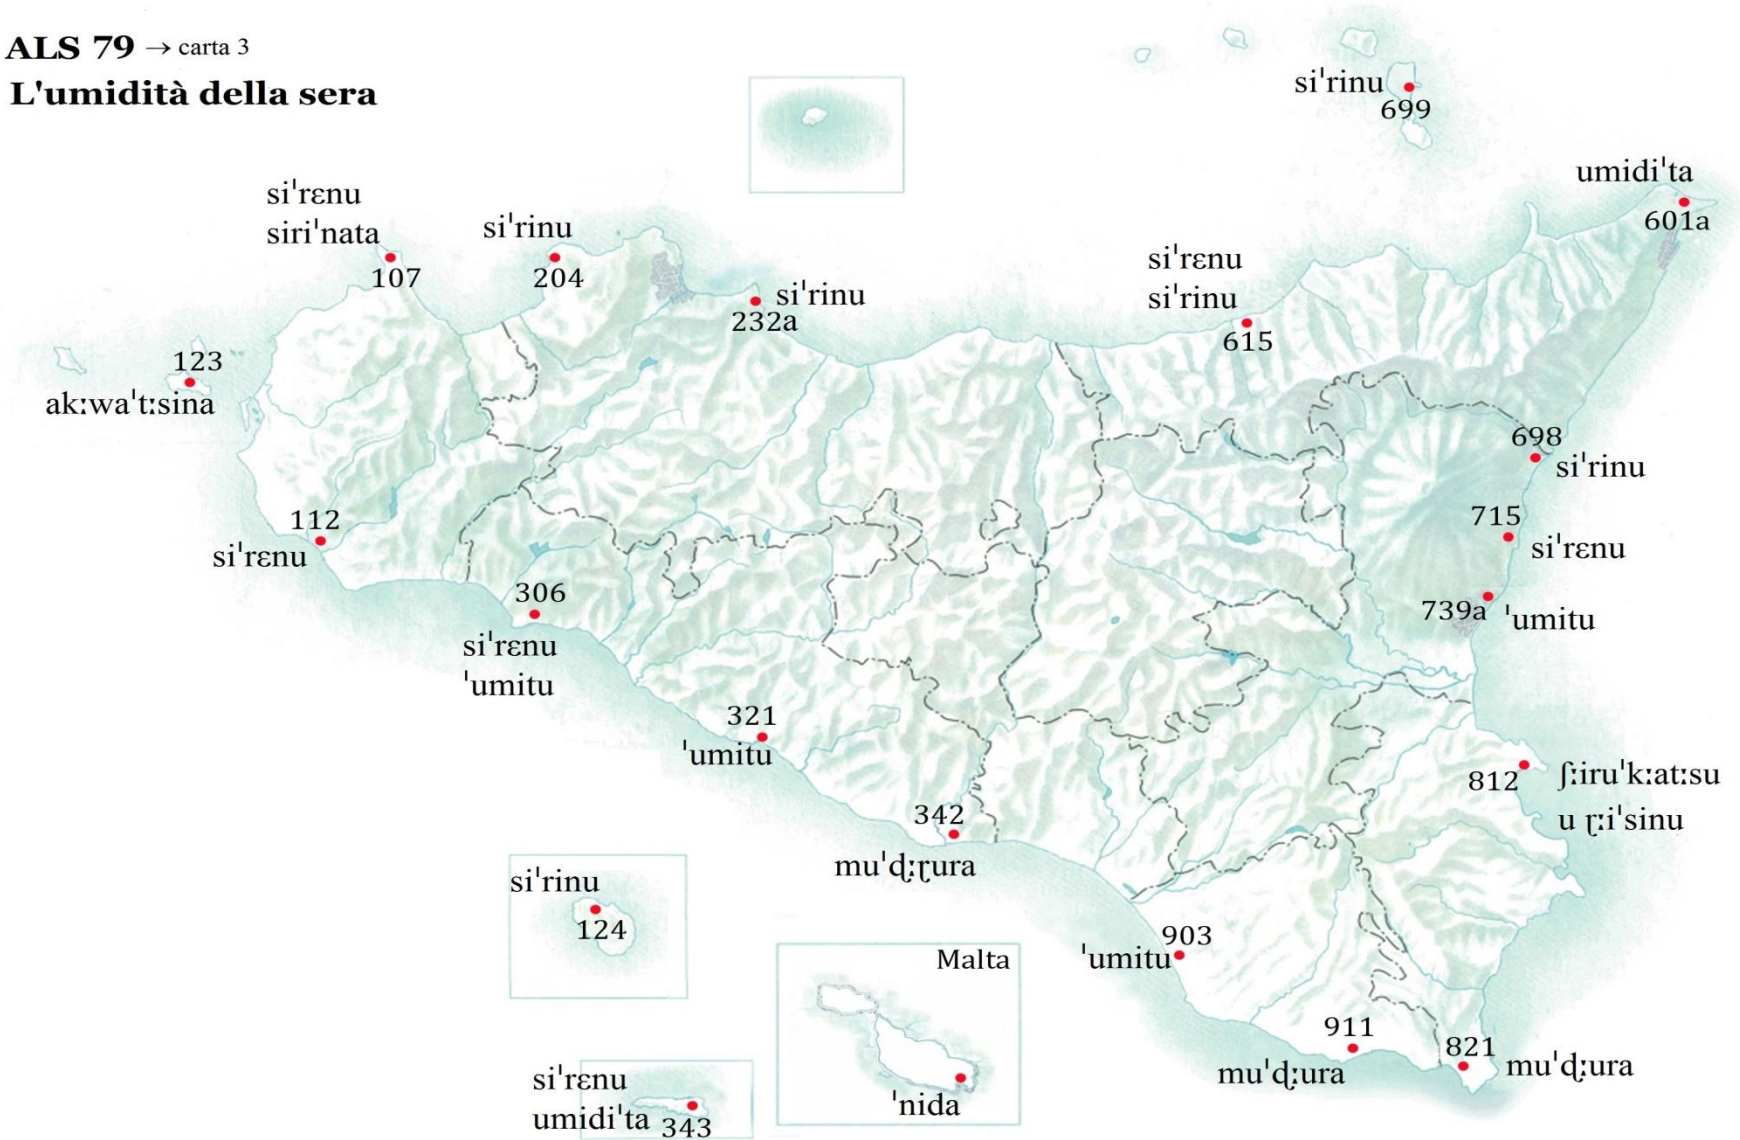 ALS 79 → carta 3
L'umidità della sera
siˈrinu
699
umidiˈta
601a
siˈrɛnu
siriˈnata
107
siˈrinu
204
siˈrinu
232a
siˈrɛnu
siˈrinu
615
123
akːwaˈtːsina
698
siˈrinu
112
siˈrɛnu
715
siˈrɛnu
306
siˈrɛnu
ˈumitu
739a
ˈumitu
321
ˈumitu
812
ʃːiruˈkːatːsu
u ɽːiˈsinu
342
muˈɖːɽura
siˈrinu
124
903
ˈumitu
Malta
ˈnida
911
muˈɖːura
821
muˈɖːura
siˈrɛnu
umidiˈta
343